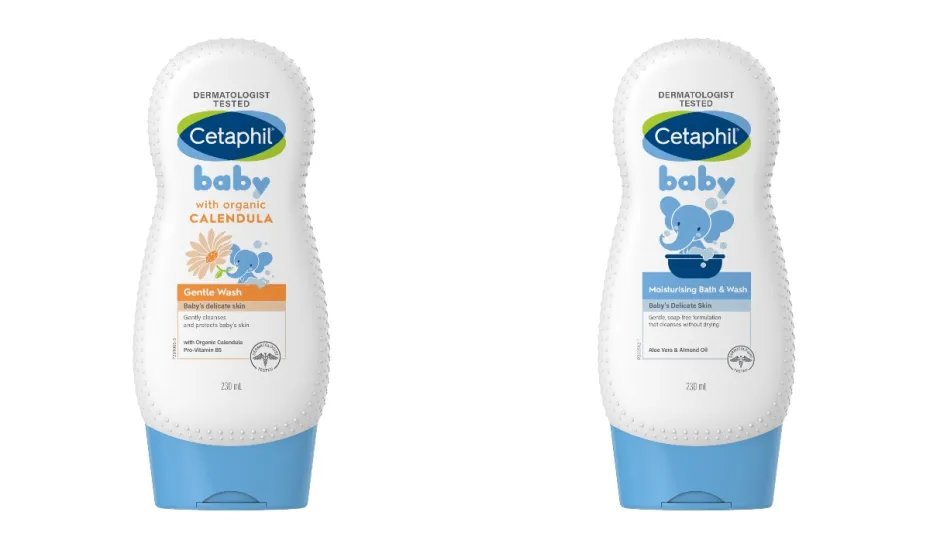 DERMATOLOGIST
TESTED
Cetaphil®
baby
with organic
CALENDULA
Gentle Wash
Baby's delicate skin
Gently cleanses
and protects baby's skin
with Organic Calendula
Pro-Vitamin B5
TESTED
230 mL
DERMATOLOGIST
TESTED
Cetaphil®
baby
Moisturising Bath & Wash
Baby's Delicate Skin
Gentle, soap free formulation
that cleanses without drying
Aloe Vera & Almond Oil
TESTED
230 mL